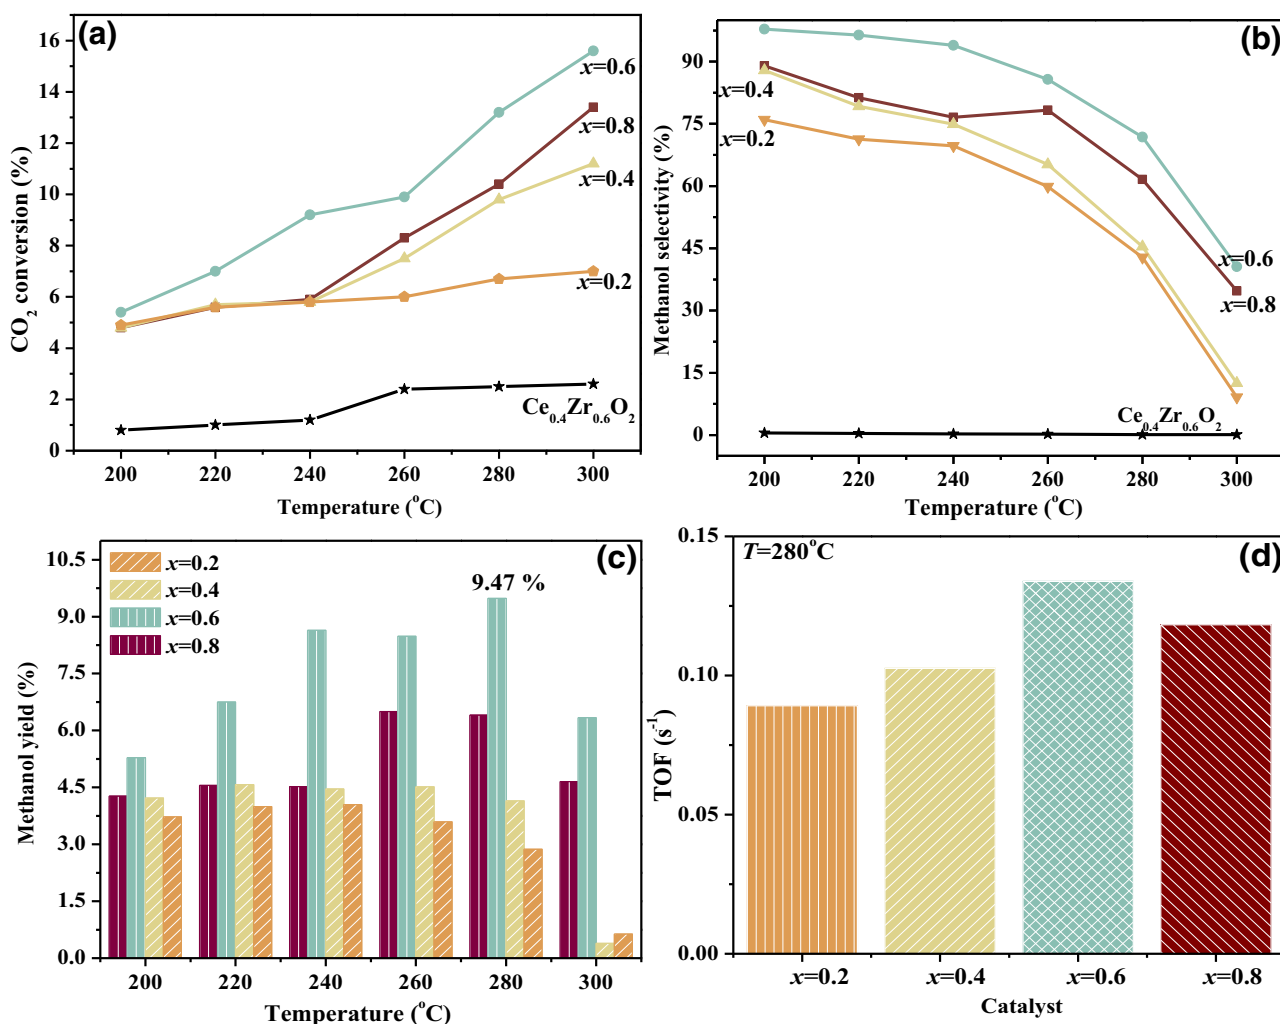 (a)
CO2 conversion (%)
16
14
12
10
8
6
4
2
0
200 220 240 260 280 300
Temperature (°C)
x=0.6
x=0.8
x=0.4
x=0.2
Ce0.4Zr0.6O2
(b)
Methanol selectivity (%)
90
75
60
45
30
15
0
200 220 240 260 280 300
Temperature (°C)
x=0.4
x=0.2
x=0.6
x=0.8
Ce0.4Zr0.6O2
(c)
Methanol yield (%)
10.5
9.0
7.5
6.0
4.5
3.0
1.5
0.0
200 220 240 260 280 300
Temperature (°C)
x=0.2
x=0.4
x=0.6
x=0.8
9.47 %
(d)
T=280°C
TOF (s-1)
0.15
0.10
0.05
0.00
x=0.2 x=0.4 x=0.6 x=0.8
Catalyst